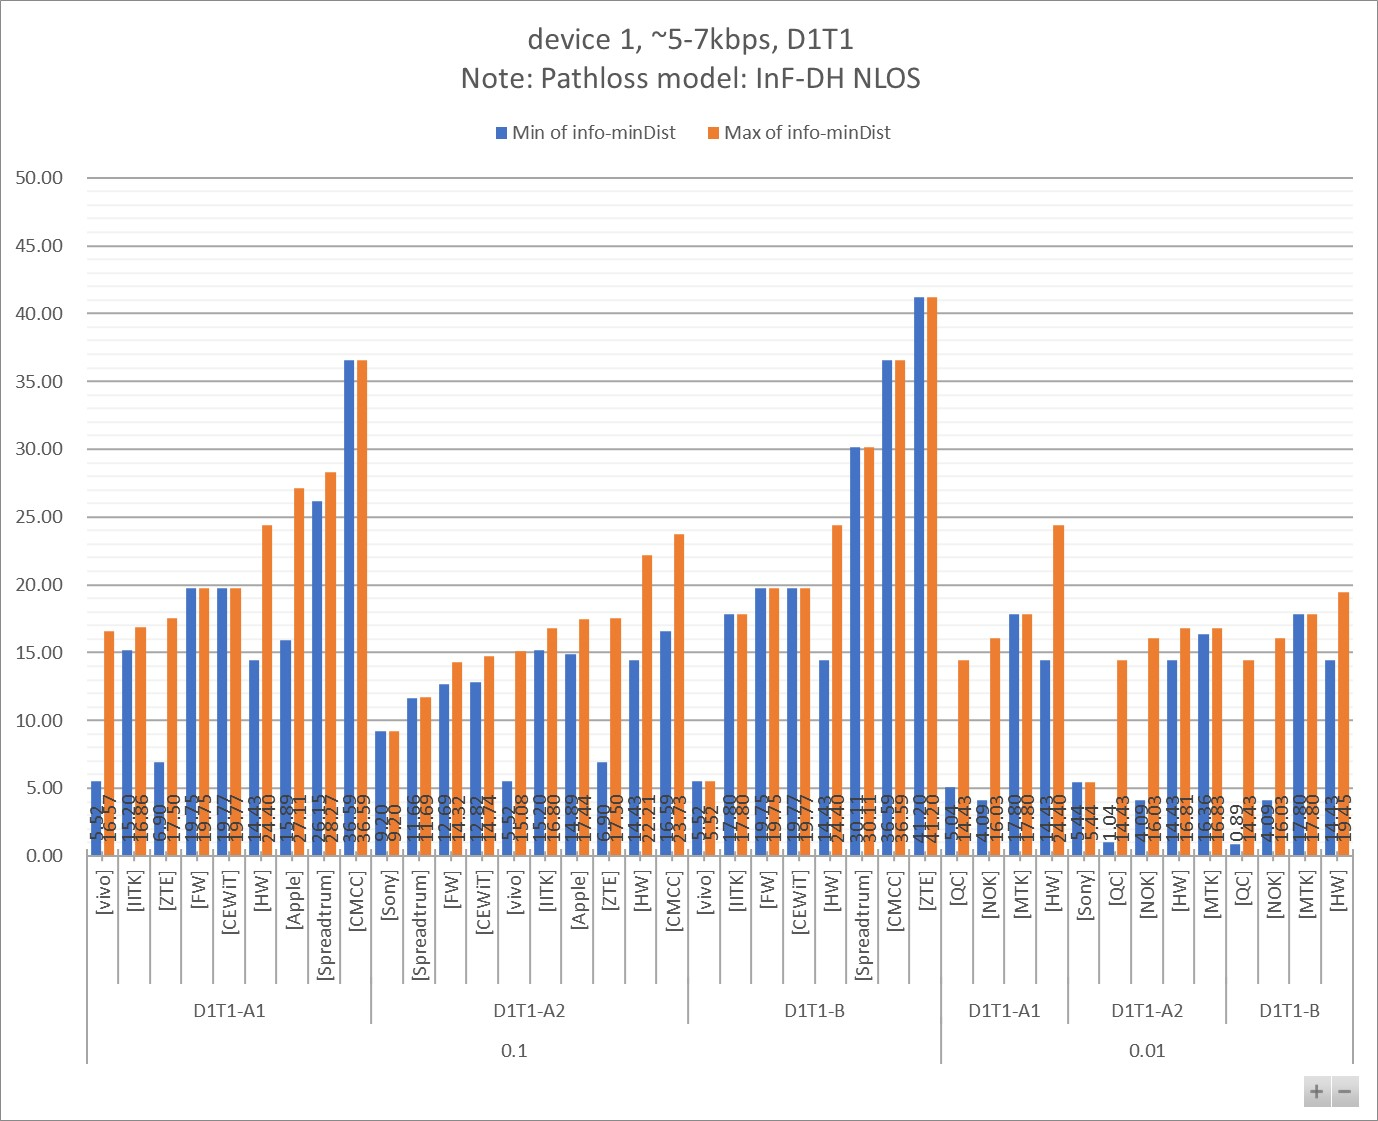 device 1, ~5-7kbps, D1T1
Note: Pathloss model: InF-DH NLOS
Min of info-minDist Max of info-minDist
50.00
45.00
40.00
35.00
30.00
25.00
20.00
15.00
10.00
5.00
0.00
5.52 16.57 15.20 16.86 6.90 17.50 19.75 19.75 19.77 19.77 14.43 24.40 15.89 27.11 26.15 28.27 36.59 36.59 9.20 9.20 11.66 11.69 12.69 14.32 12.82 14.74 5.52 15.08 15.20 16.80 14.89 17.44 6.90 17.50 14.43 22.21 16.59 23.73 5.52 5.52 17.80 17.80 19.75 19.75 19.77 19.77 14.43 24.40 30.11 30.11 36.59 36.59 41.20 41.20 5.04 14.43 4.09 16.03 17.80 17.80 14.43 24.40 5.44 5.44 1.04 14.43 4.09 16.03 14.43 16.81 16.36 16.83 0.89 14.43 4.09 16.03 17.80 17.80 14.43 19.45
[vivo] [IITK] [ZTE] [FW] [CEWiT] [HW] [Apple] [Spreadtrum] [CMCC] [Sony] [Spreadtrum] [FW] [CEWiT] [vivo] [IITK] [Apple] [ZTE] [HW] [CMCC] [vivo] [IITK] [FW] [CEWiT] [HW] [Spreadtrum] [CMCC] [ZTE] [QC] [NOK] [MTK] [HW] [Sony] [QC] [NOK] [HW] [MTK] [QC] [NOK] [MTK] [HW]
D1T1-A1 D1T1-A2 D1T1-B D1T1-A1 D1T1-A2 D1T1-B
0.1 0.01
+ −